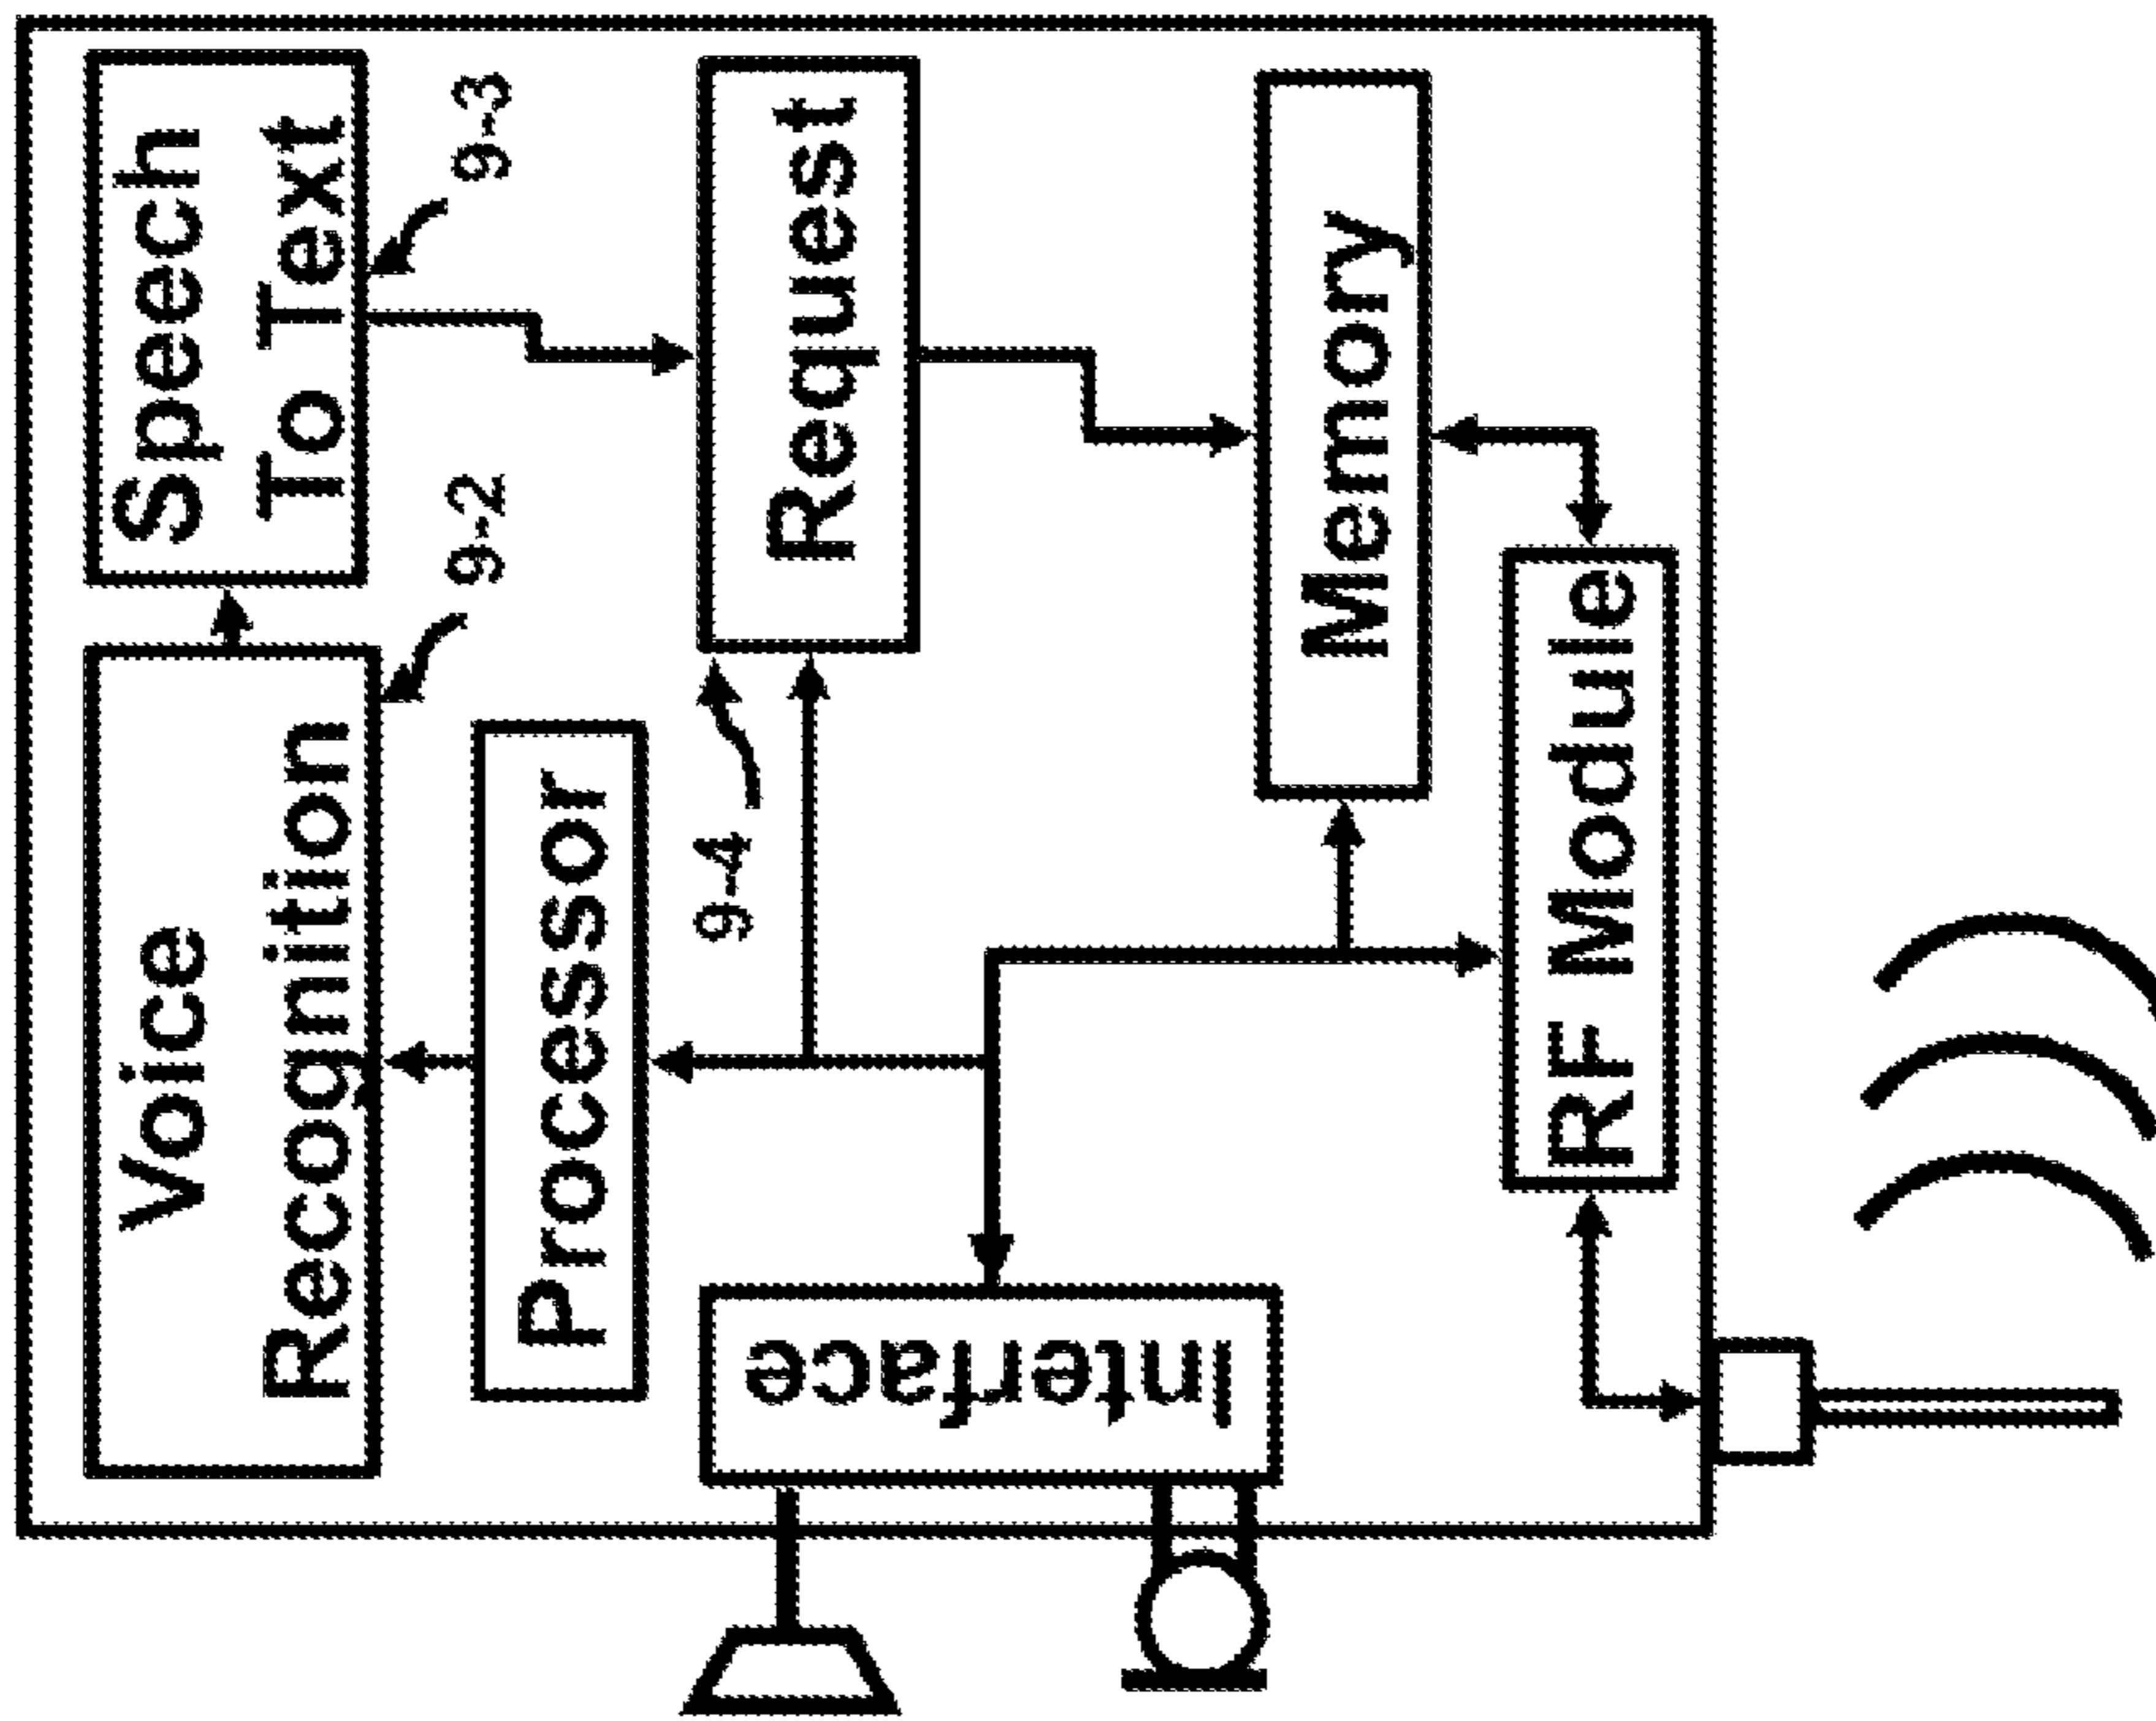 Voice
Recognition
Speech
To Text
9-2
9-3
Processor
9-4
Request
Interface
Memory
RF Module